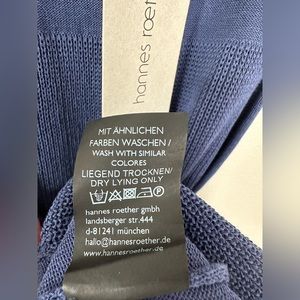 hannes roet
MIT ÄHNLICHEN
FARBEN WASCHEN /
WASH WITH SIMILAR
COLORES
LIEGEND TROCKNEN/
DRY LYING ONLY
hannes roether gmbh
landsberger str.444
d-81241 münchen
hallo@hannesroether.de
www.hannesroether.de